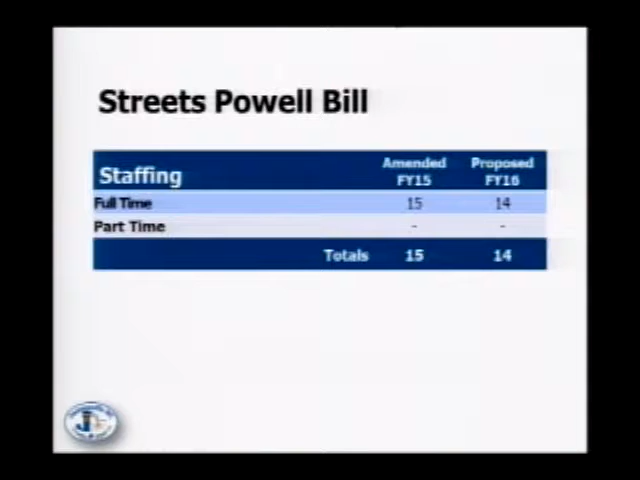 Streets Powell Bill
Staffing Amended FY15 Proposed FY16
Full Time 15 14
Part Time - -
Totals 15 14